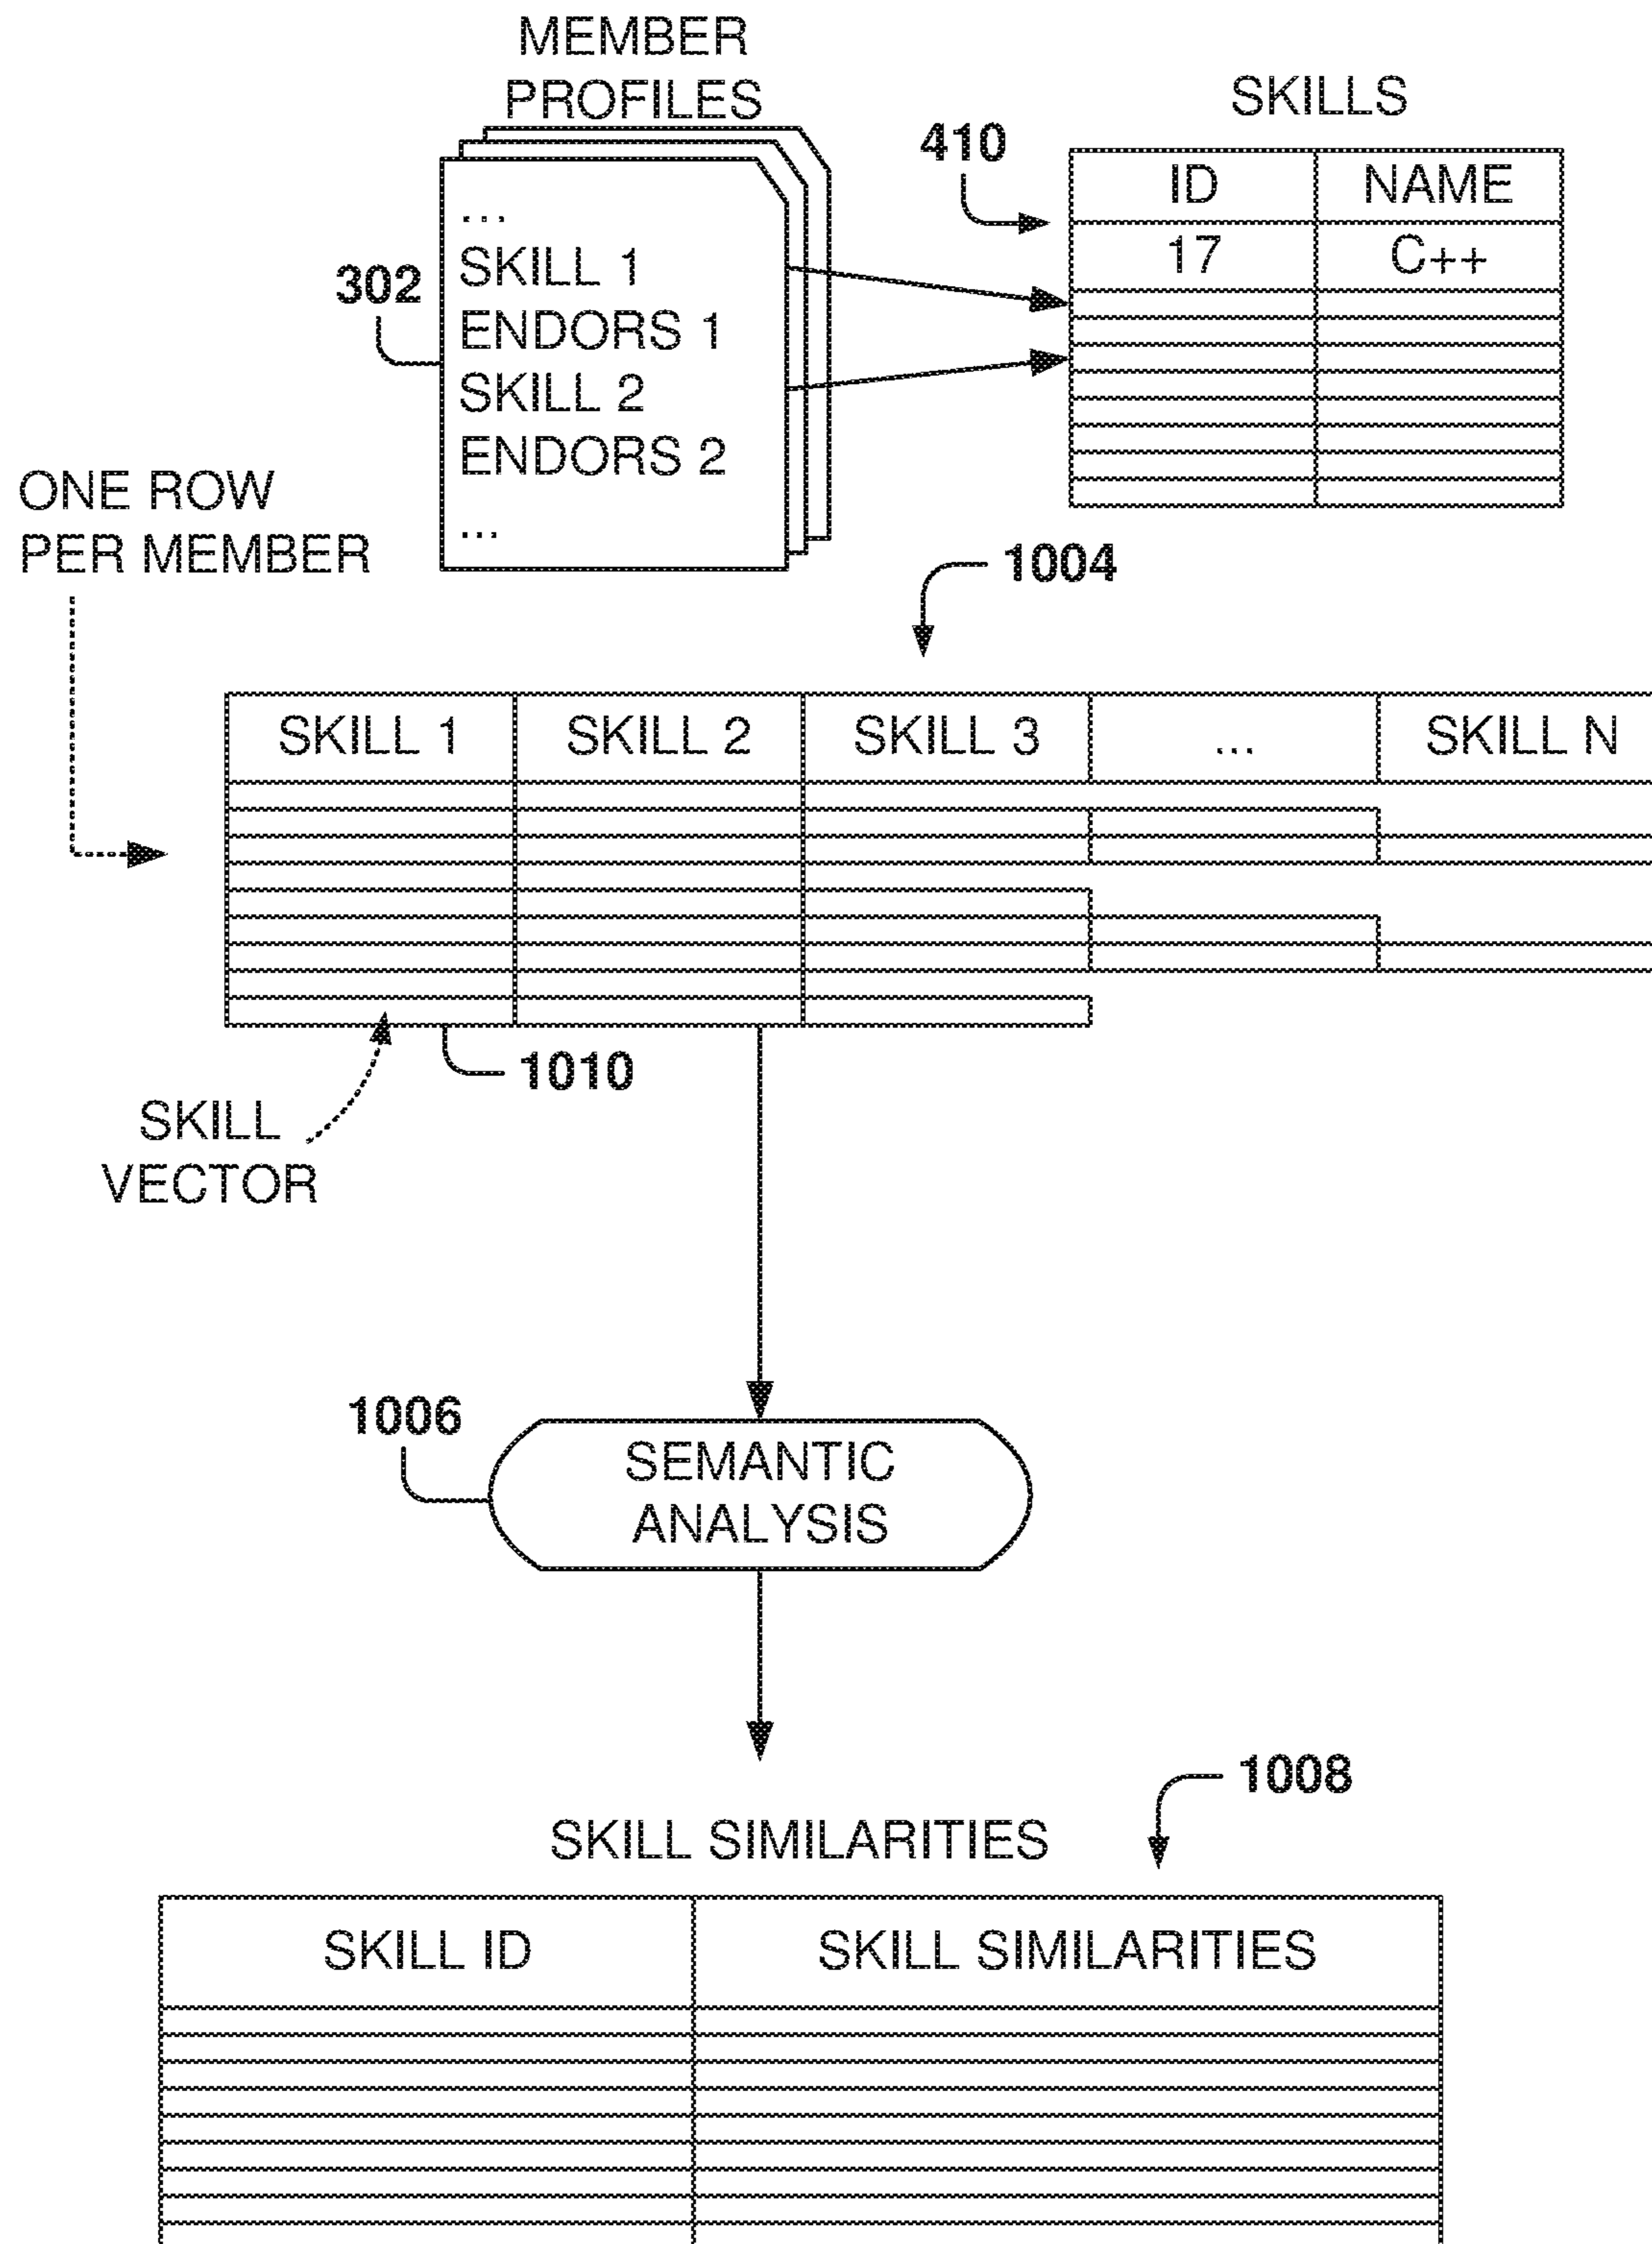 MEMBER
PROFILES
SKILLS
410
ID NAME
17 C++
302
...
SKILL 1
ENDORS 1
SKILL 2
ENDORS 2
...
ONE ROW
PER MEMBER
1004
SKILL 1 SKILL 2 SKILL 3 ... SKILL N
1010
SKILL
VECTOR
1006
SEMANTIC
ANALYSIS
1008
SKILL SIMILARITIES
SKILL ID SKILL SIMILARITIES